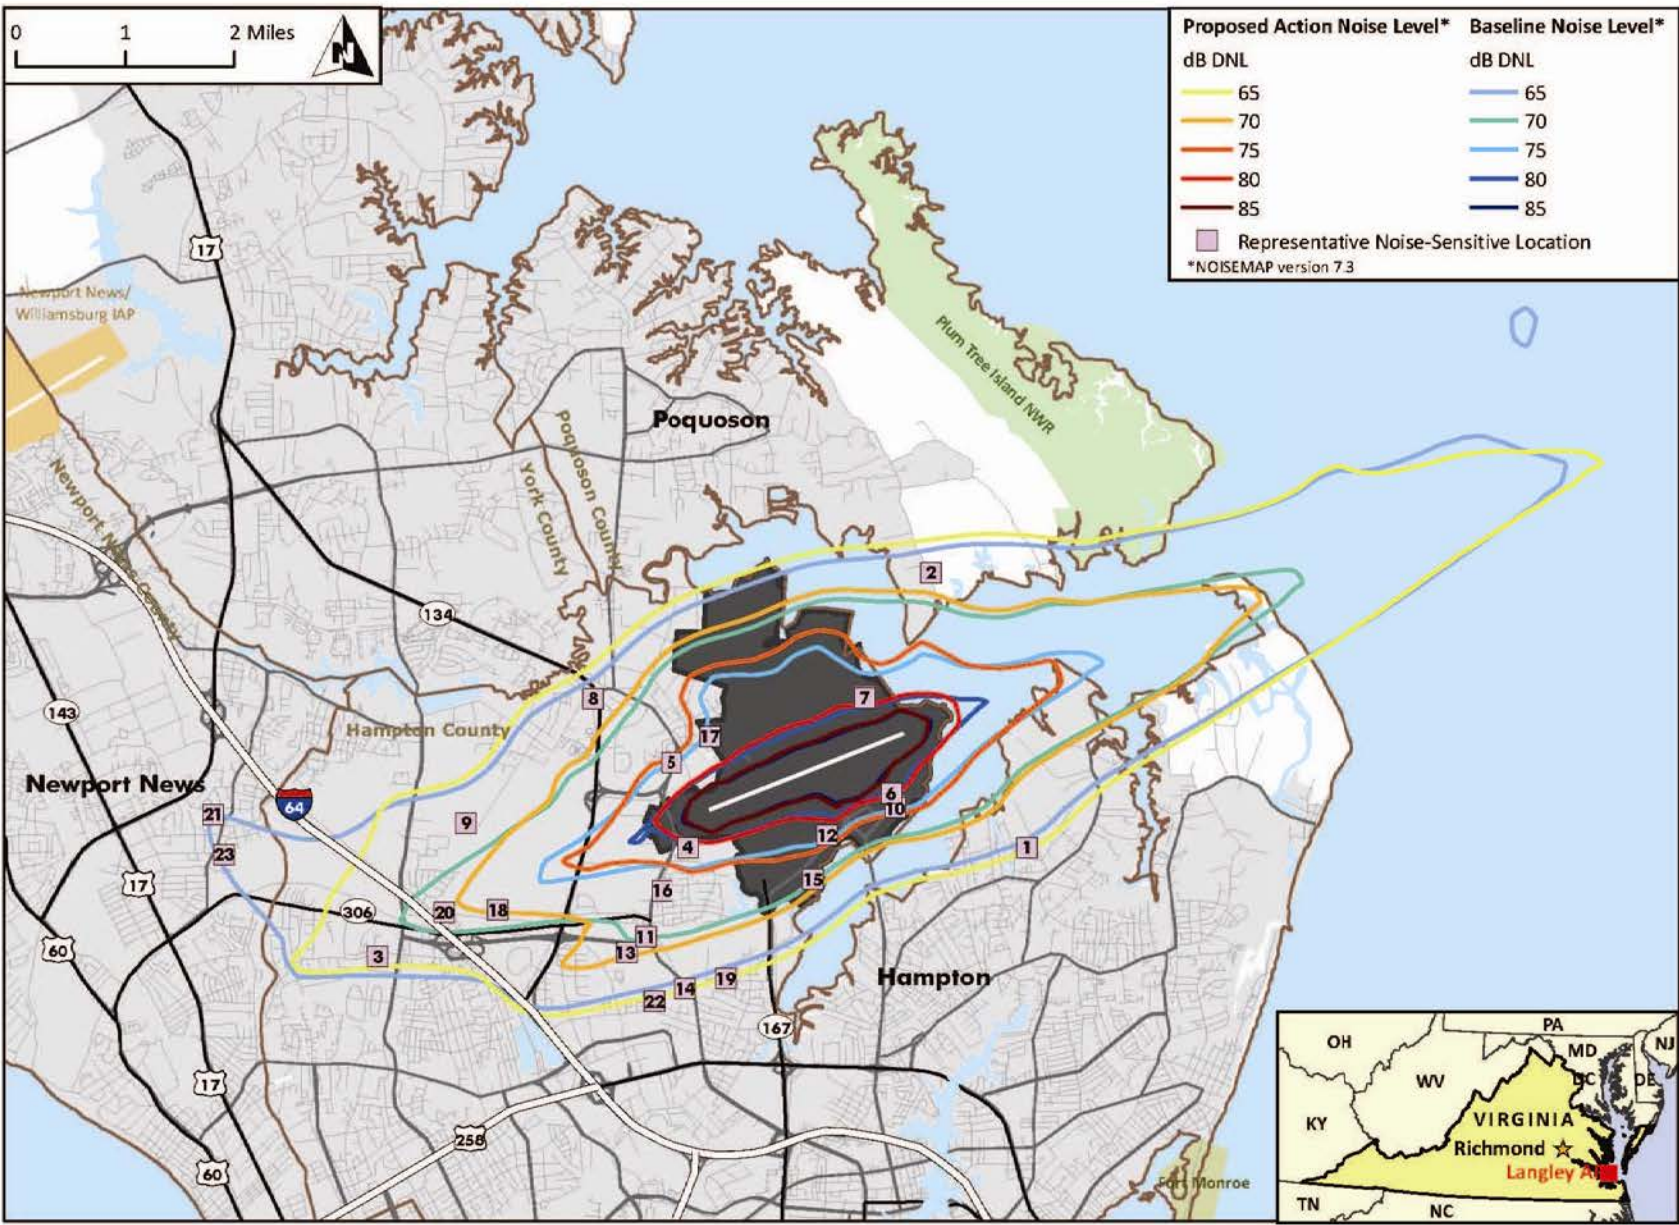 0 1 2 Miles
N
Proposed Action Noise Level* Baseline Noise Level*
dB DNL dB DNL
65 65
70 70
75 75
80 80
85 85
Representative Noise-Sensitive Location
*NOISEMAP version 7.3
17
Newport News/
Williamsburg IAP
Plum Tree Island NWR
Poquoson
Poquoson County
York County
Newport News County
2
134
8
7
143
Hampton County
17
5
Newport News
64
6
21
9
10
12
4
1
23
17
15
16
306
20
18
11
13
60
3
Hampton
19
14
22
167
17
258
60
Fort Monroe
PA
OH
MD
NJ
WV
DC
DE
KY
VIRGINIA
Richmond
Langley A
TN
NC